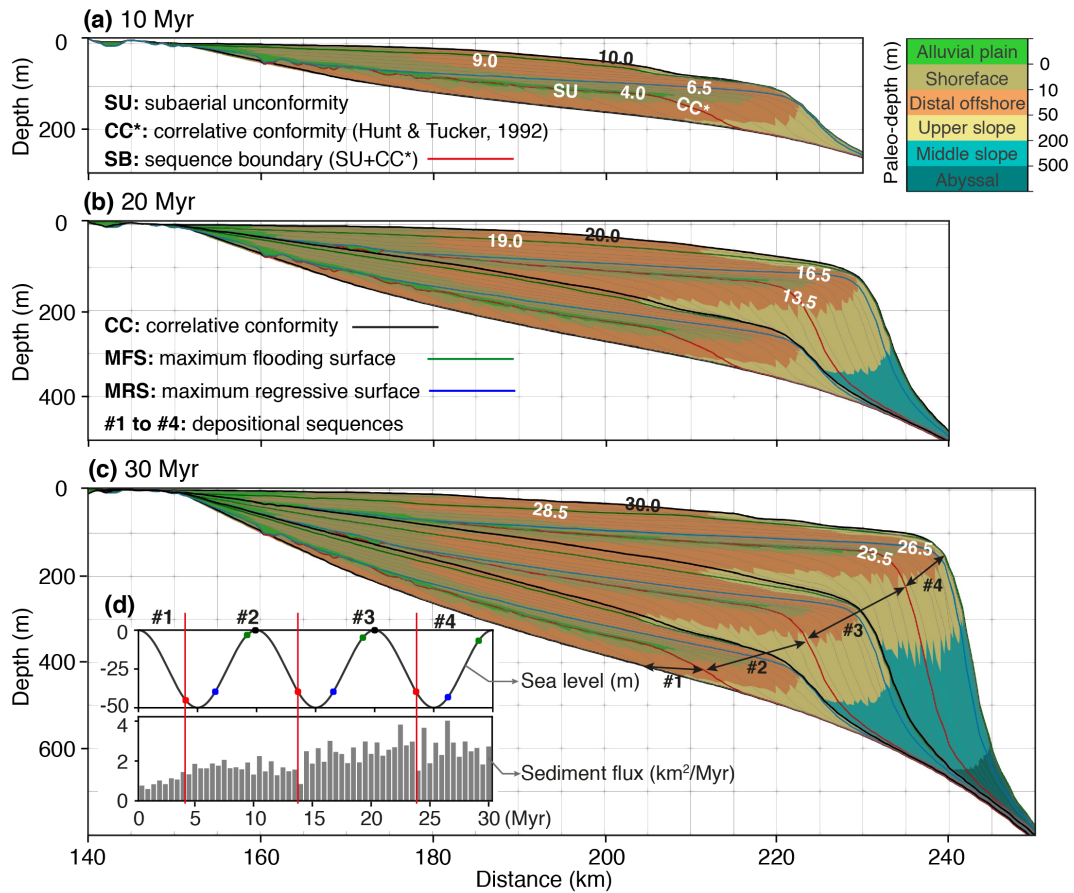 (a) 10 Myr
0
200
Depth (m)
9.0
10.0
SU
4.0
6.5
CC*
SU: subaerial unconformity
CC*: correlative conformity (Hunt & Tucker, 1992)
SB: sequence boundary (SU+CC*)
Paleo-depth (m)
Alluvial plain
0
Shoreface
10
Distal offshore
50
Upper slope
200
Middle slope
500
Abyssal
(b) 20 Myr
0
200
400
Depth (m)
19.0
20.0
16.5
13.5
CC: correlative conformity
MFS: maximum flooding surface
MRS: maximum regressive surface
#1 to #4: depositional sequences
(c) 30 Myr
0
200
400
600
Depth (m)
28.5
30.0
23.5
26.5
#4
#3
#2
#1
(d)
#1 #2 #3 #4
0
-25
-50
Sea level (m)
4
2
0
Sediment flux (km²/Myr)
0 5 10 15 20 25 30 (Myr)
140 160 180 200 220 240
Distance (km)